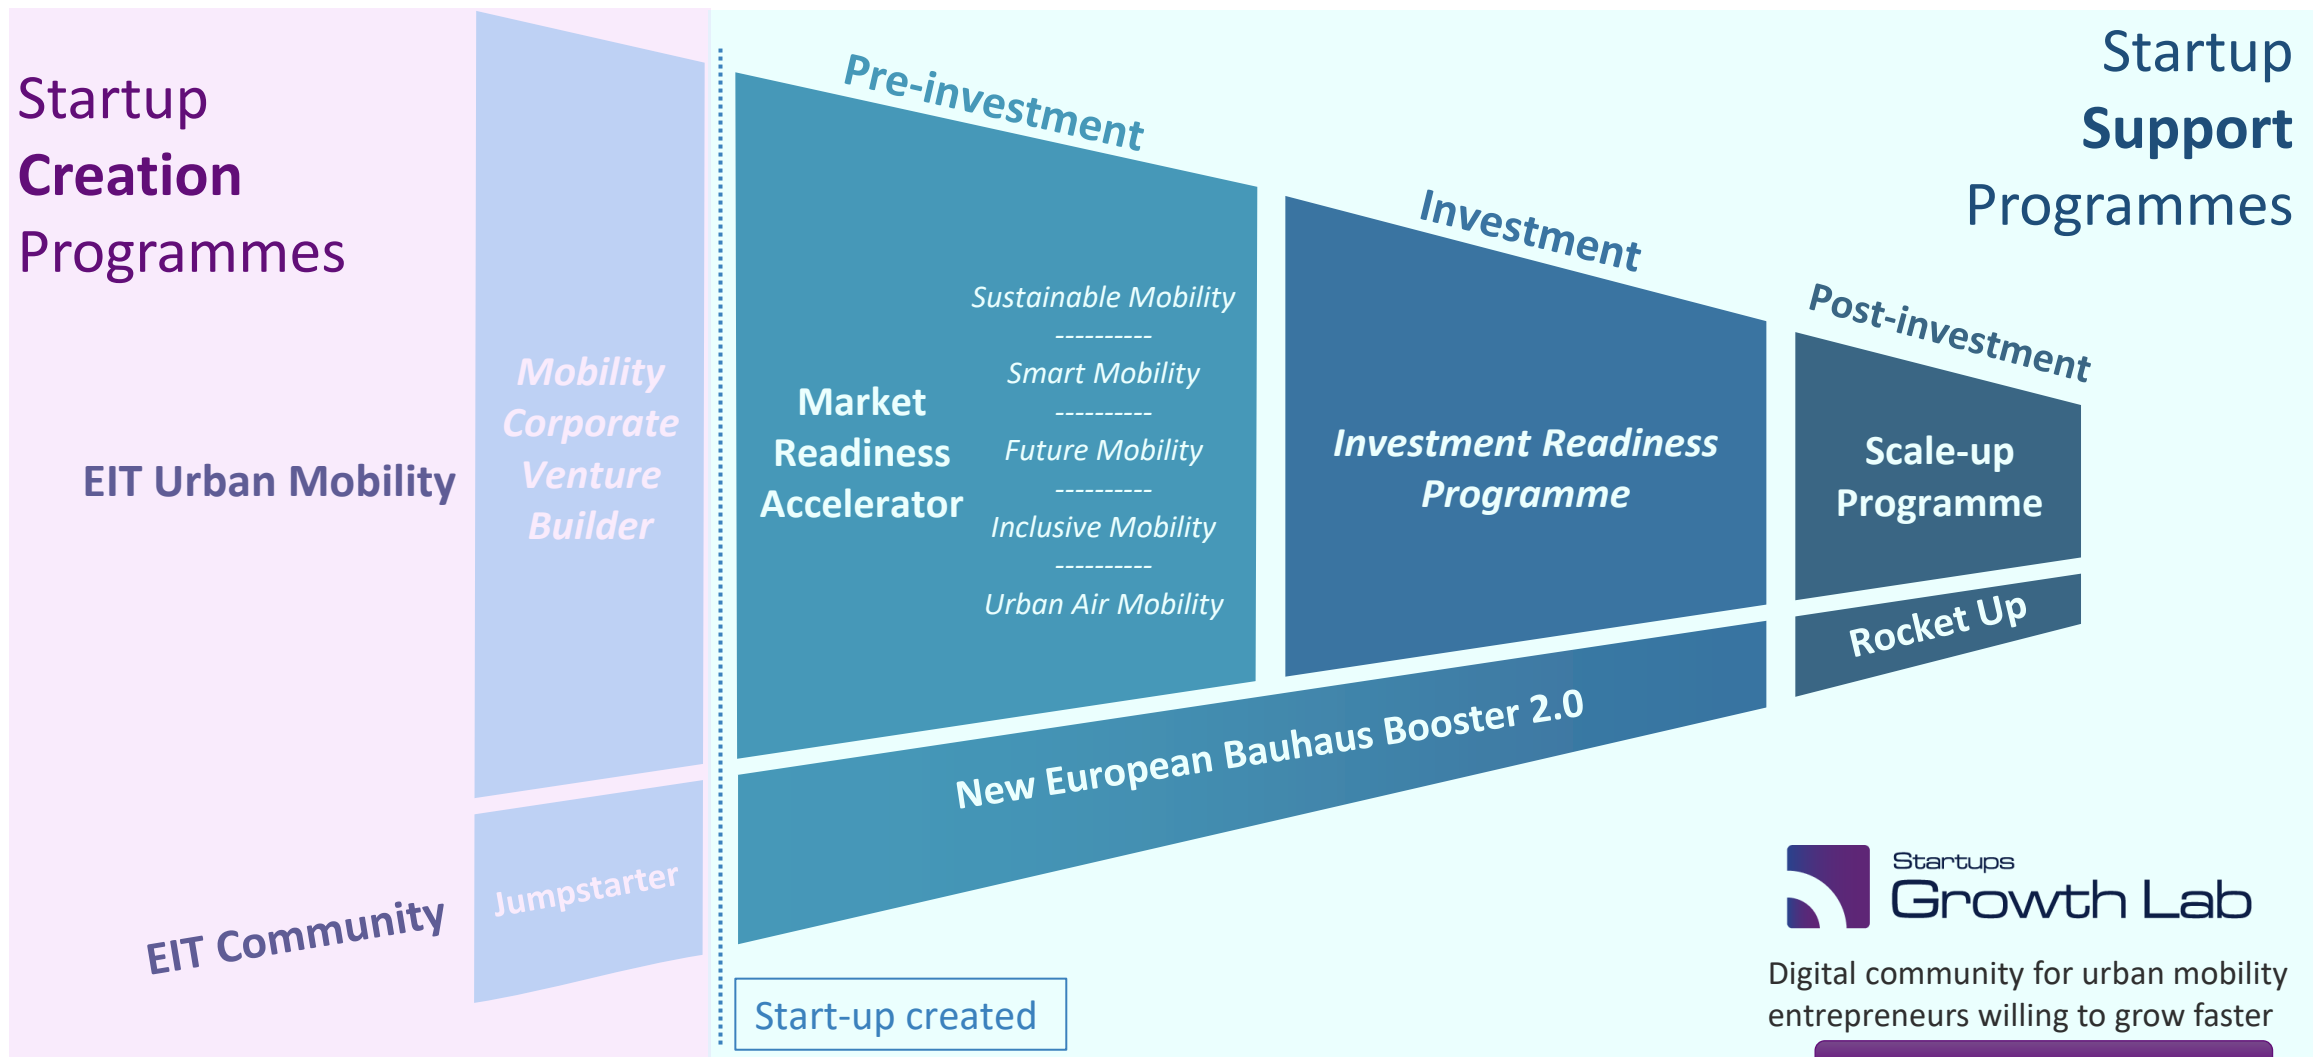 Startup
Creation
Programmes
EIT Urban Mobility
EIT Community
Mobility
Corporate
Venture
Builder
Jumpstarter
Pre-investment
Market
Readiness
Accelerator
Sustainable Mobility
----------
Smart Mobility
----------
Future Mobility
----------
Inclusive Mobility
----------
Urban Air Mobility
Investment
Investment Readiness
Programme
Post-investment
Scale-up
Programme
Rocket Up
New European Bauhaus Booster 2.0
Start-up created
Startup
Support
Programmes
Startups
Growth Lab
Digital community for urban mobility
entrepreneurs willing to grow faster